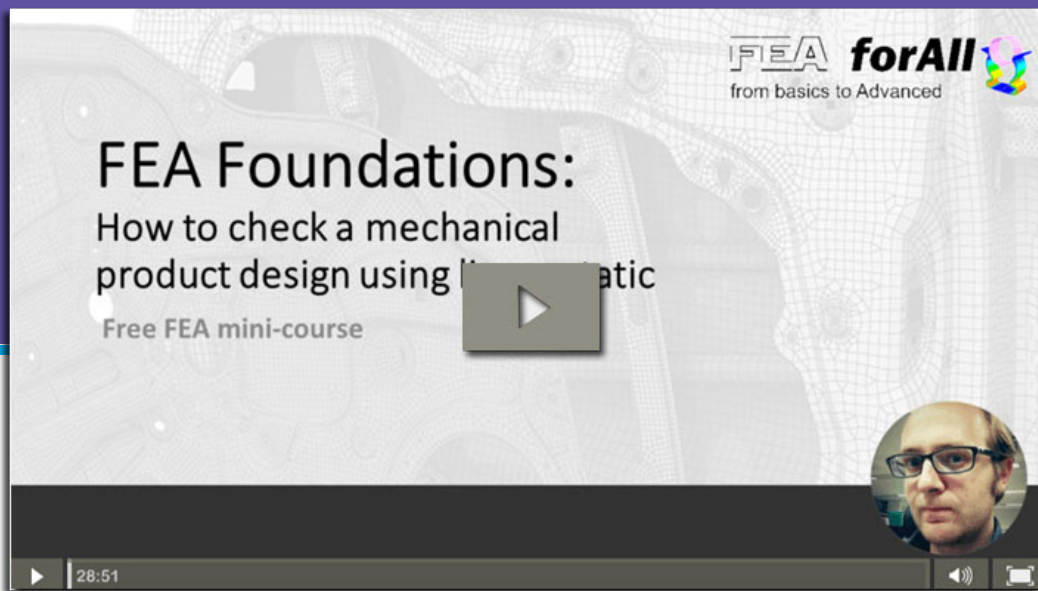 FEA forAll
from basics to Advanced
FEA Foundations:
How to check a mechanical
product design using atic
Free FEA mini-course
28:51